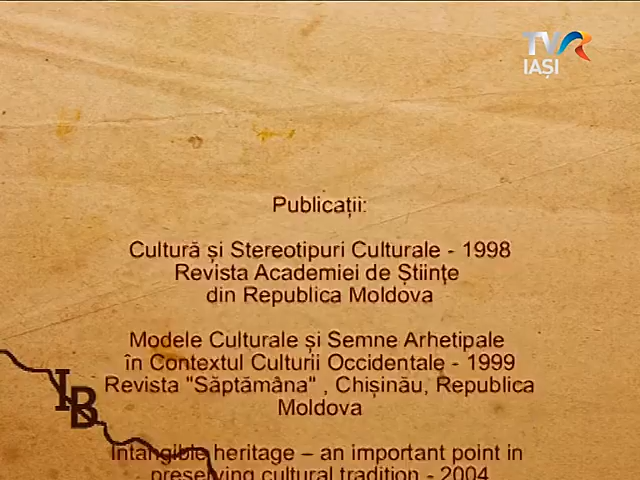 TVR
IAȘI
Publicații:
Cultură și Stereotipuri Culturale - 1998
Revista Academiei de Științe
din Republica Moldova
Modele Culturale și Semne Arhetipale
în Contextul Culturii Occidentale - 1999
Revista "Săptămâna" , Chișinău, Republica
Moldova
IB
Intangible heritage – an important point in
preserving cultural tradition - 2004